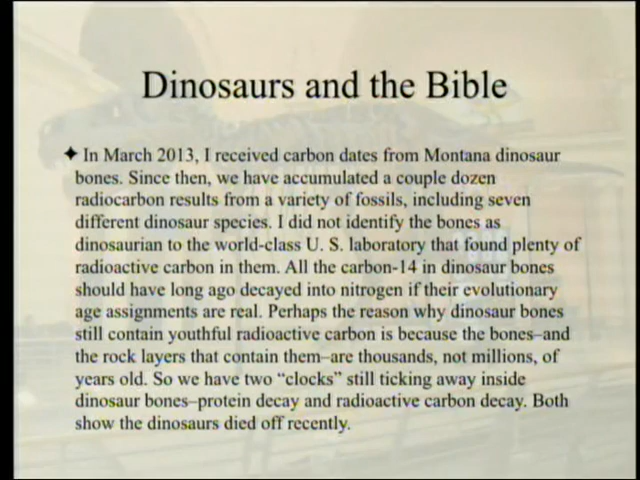 Dinosaurs and the Bible
✦ In March 2013, I received carbon dates from Montana dinosaur
bones. Since then, we have accumulated a couple dozen
radiocarbon results from a variety of fossils, including seven
different dinosaur species. I did not identify the bones as
dinosaurian to the world-class U. S. laboratory that found plenty of
radioactive carbon in them. All the carbon-14 in dinosaur bones
should have long ago decayed into nitrogen if their evolutionary
age assignments are real. Perhaps the reason why dinosaur bones
still contain youthful radioactive carbon is because the bones–and
the rock layers that contain them–are thousands, not millions, of
years old. So we have two “clocks” still ticking away inside
dinosaur bones–protein decay and radioactive carbon decay. Both
show the dinosaurs died off recently.